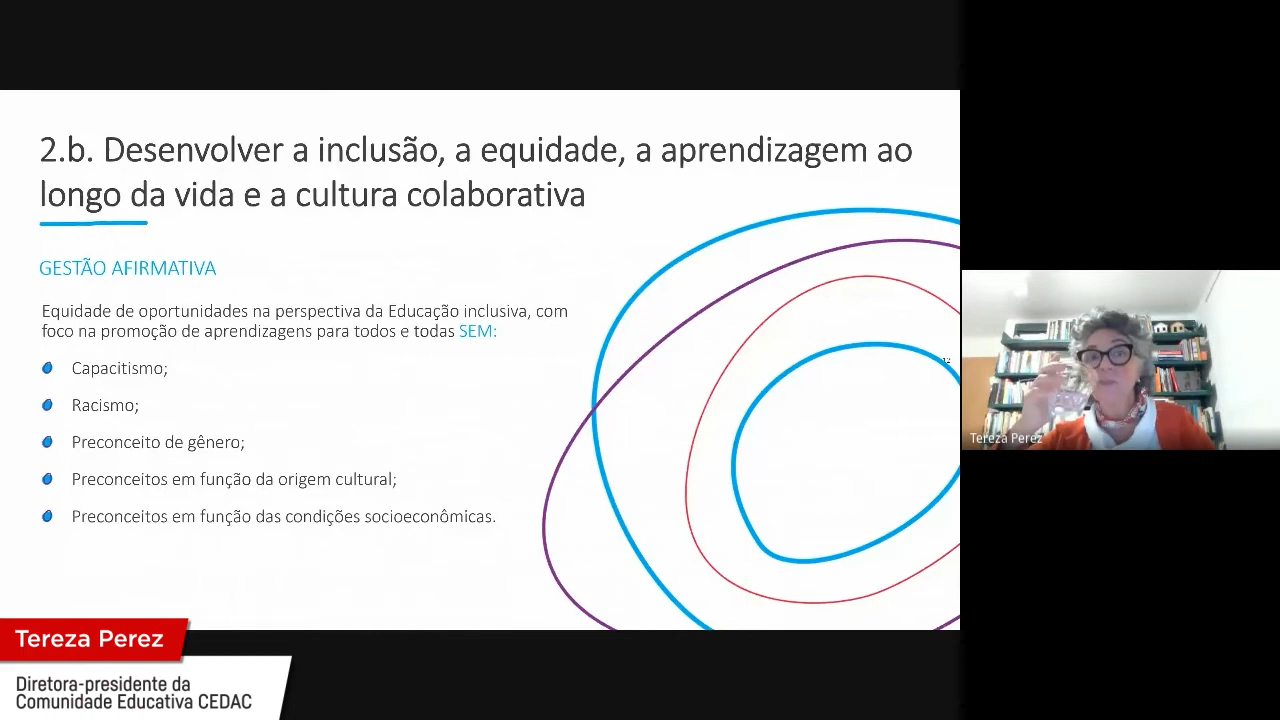 2.b. Desenvolver a inclusão, a equidade, a aprendizagem ao
longo da vida e a cultura colaborativa
GESTÃO AFIRMATIVA
Equidade de oportunidades na perspectiva da Educação inclusiva, com
foco na promoção de aprendizagens para todos e todas SEM:
Capacitismo;
Racismo;
Preconceito de gênero;
Preconceitos em função da origem cultural;
Preconceitos em função das condições socioeconômicas.
12
Tereza Perez
Tereza Perez
Diretora-presidente da
Comunidade Educativa CEDAC